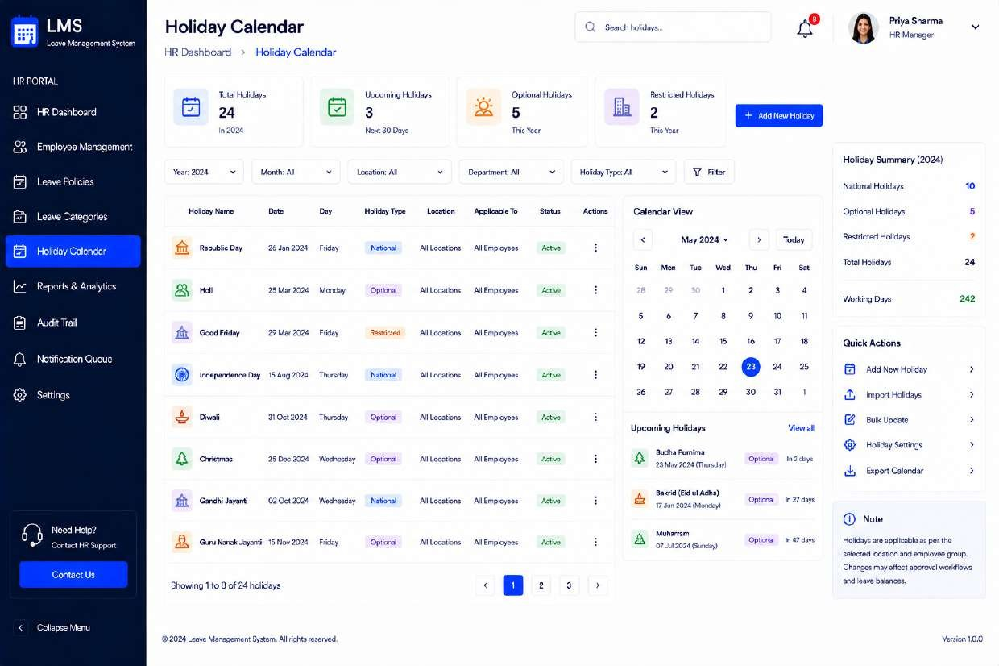 LMS
Leave Management System
HR PORTAL
HR Dashboard
Employee Management
Leave Policies
Leave Categories
Holiday Calendar
Reports & Analytics
Audit Trail
Notification Queue
Settings
Need Help?
Contact HR Support
Contact Us
Collapse Menu
Holiday Calendar
HR Dashboard > Holiday Calendar
Search holidays...
8
Priya Sharma
HR Manager
Total Holidays
24
In 2024
Upcoming Holidays
3
Next 30 Days
Optional Holidays
5
This Year
Restricted Holidays
2
This Year
+ Add New Holiday
Year: 2024 Month: All Location: All Department: All Holiday Type: All Filter
Holiday Name Date Day Holiday Type Location Applicable To Status Actions
Republic Day 26 Jan 2024 Friday National All Locations All Employees Active
Holi 25 Mar 2024 Monday Optional All Locations All Employees Active
Good Friday 29 Mar 2024 Friday Restricted All Locations All Employees Active
Independence Day 15 Aug 2024 Thursday National All Locations All Employees Active
Diwali 31 Oct 2024 Thursday Optional All Locations All Employees Active
Christmas 25 Dec 2024 Wednesday Optional All Locations All Employees Active
Gandhi Jayanti 02 Oct 2024 Wednesday National All Locations All Employees Active
Guru Nanak Jayanti 15 Nov 2024 Friday Optional All Locations All Employees Active
Showing 1 to 8 of 24 holidays
< 1 2 3 >
Calendar View
< May 2024 > Today
Sun Mon Tue Wed Thu Fri Sat
28 29 30 1 2 3 4
5 6 7 8 9 10 11
12 13 14 15 16 17 18
19 20 21 22 23 24 25
26 27 28 29 30 31 1
Upcoming Holidays View all
Budha Purnima
23 May 2024 (Thursday) Optional In 2 days
Bakrid (Eid ul Adha)
17 Jun 2024 (Monday) Optional In 27 days
Muharram
07 Jul 2024 (Sunday) Optional In 47 days
Holiday Summary (2024)
National Holidays 10
Optional Holidays 5
Restricted Holidays 2
Total Holidays 24
Working Days 242
Quick Actions
Add New Holiday
Import Holidays
Bulk Update
Holiday Settings
Export Calendar
Note
Holidays are applicable as per the
selected location and employee group.
Changes may affect approval workflows
and leave balances.
© 2024 Leave Management System. All rights reserved.
Version 1.0.0